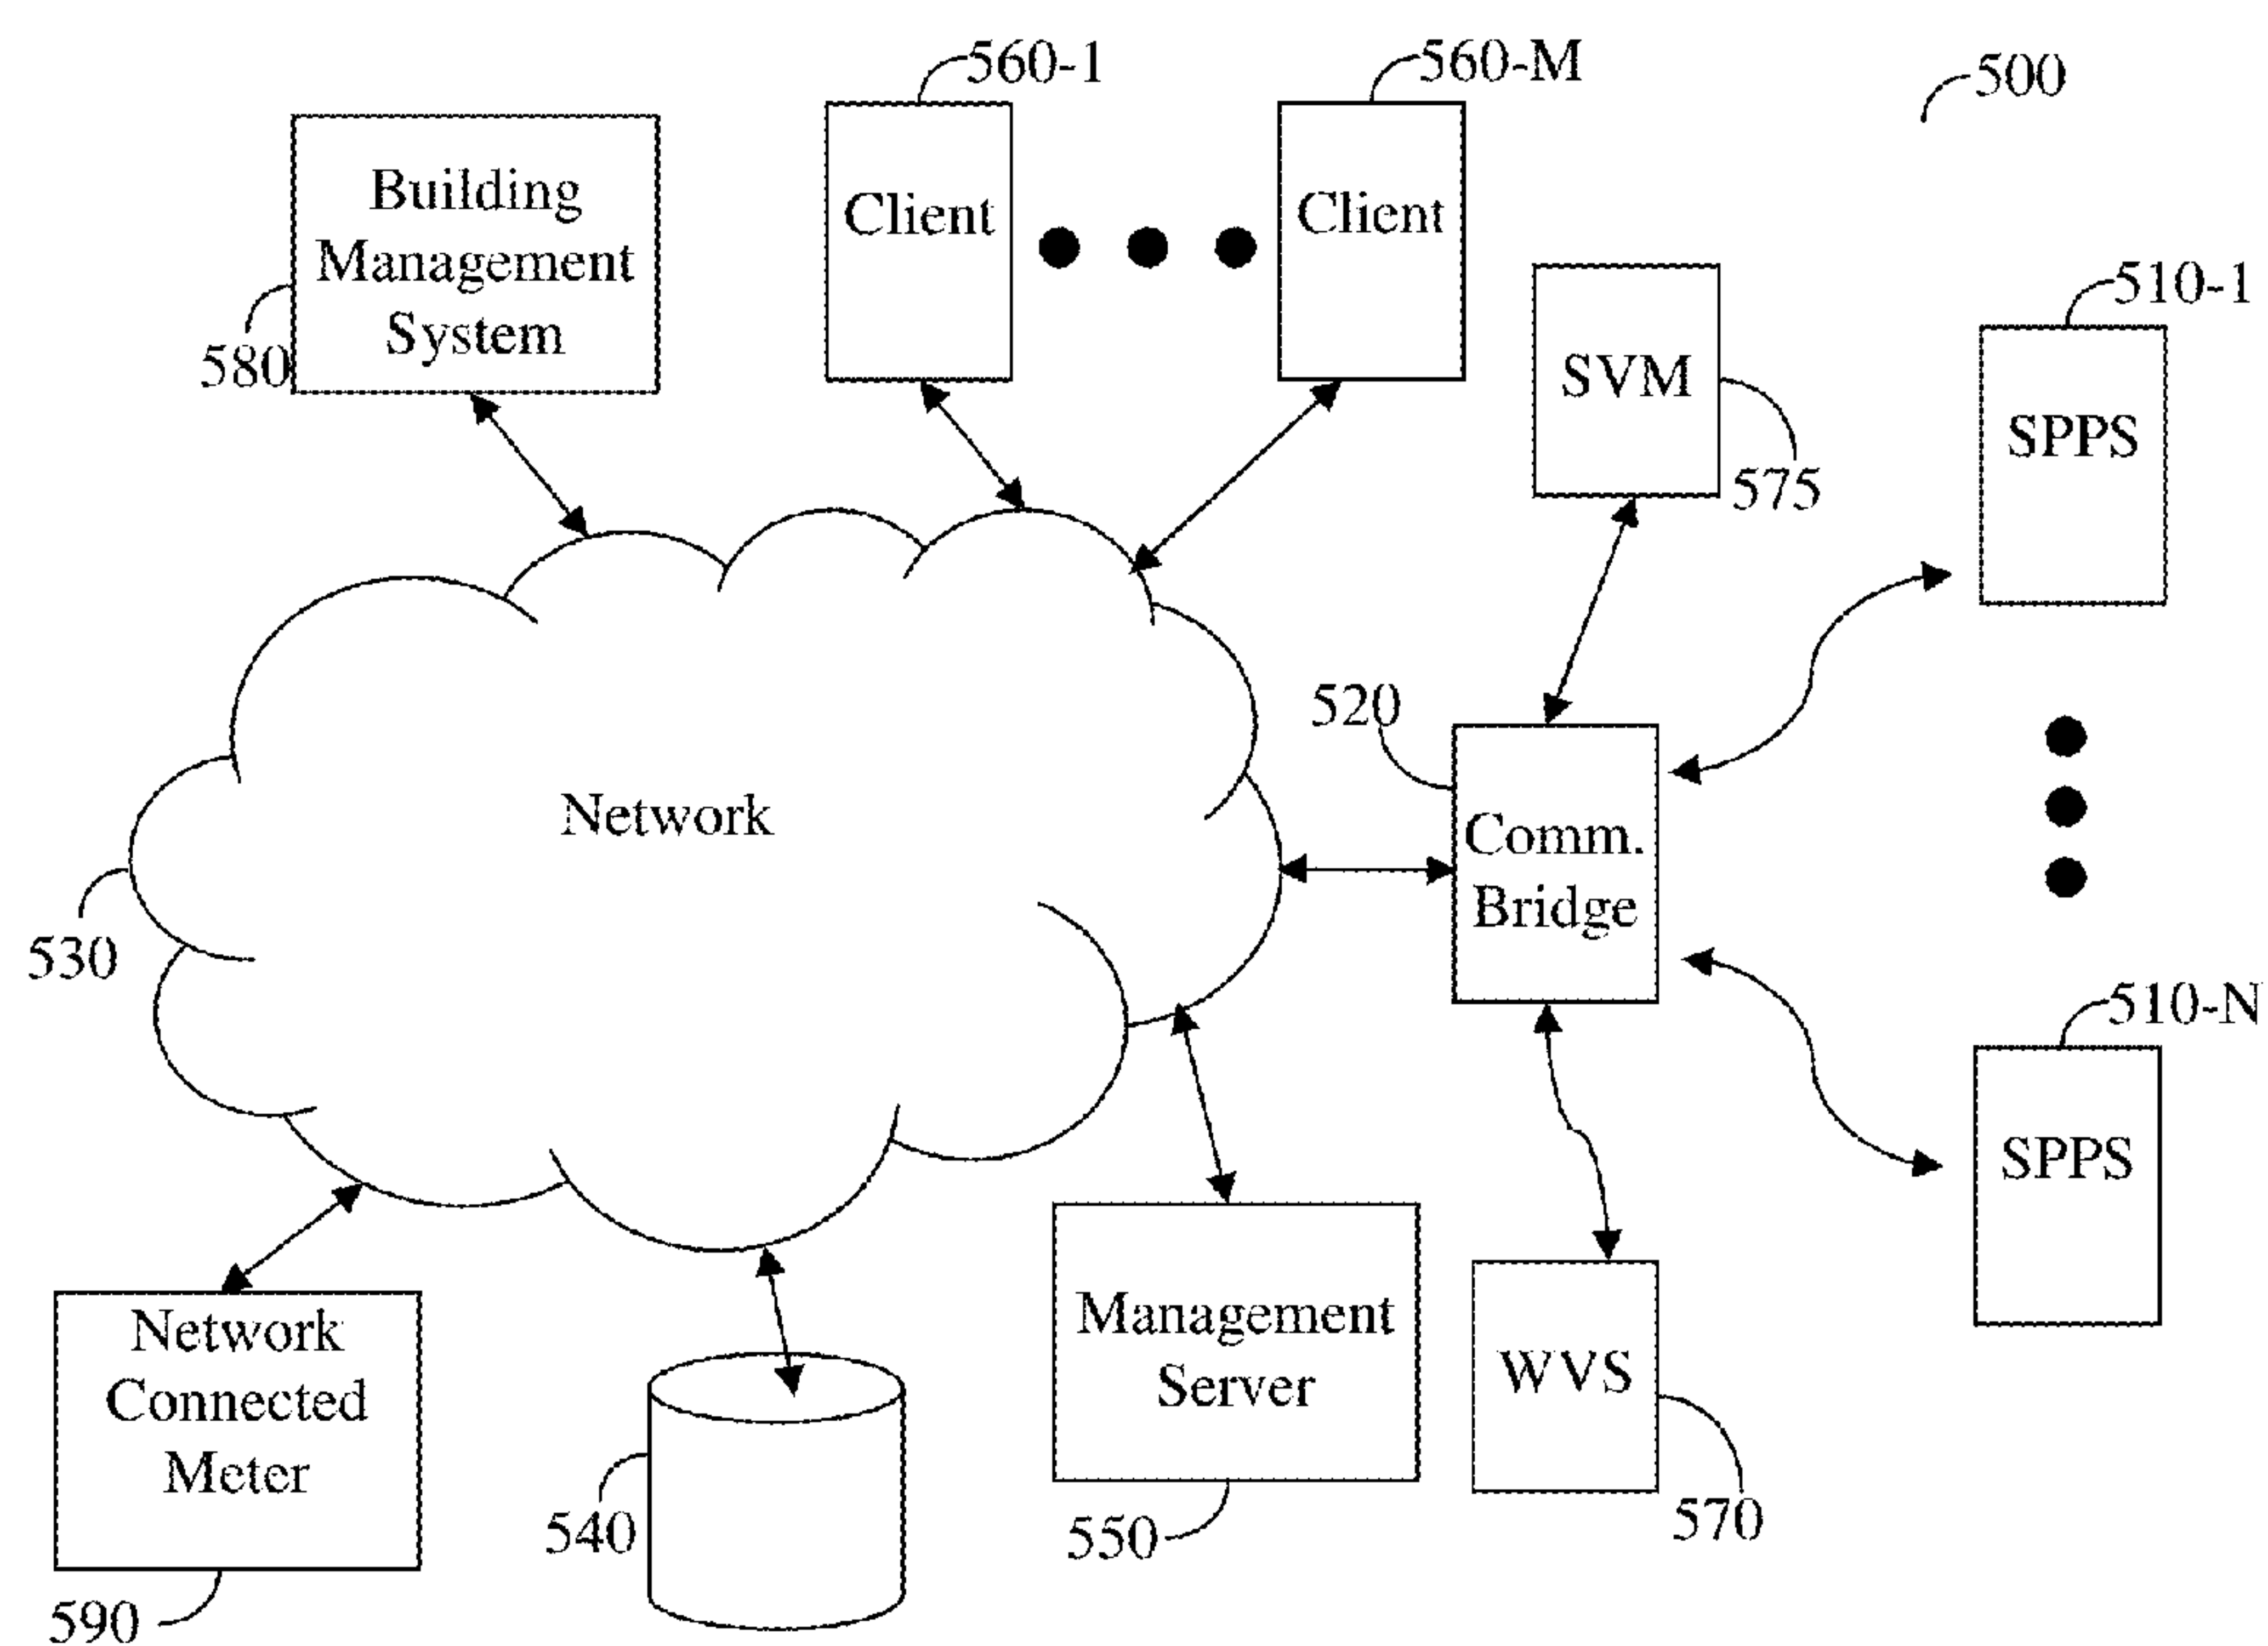 560-1
560-M
500
Building
Management
System
580
Client
Client
SVM
575
510-1
SPPS
520
Network
Comm.
Bridge
530
510-N
SPPS
Network
Connected
Meter
590
540
Management
Server
550
WVS
570